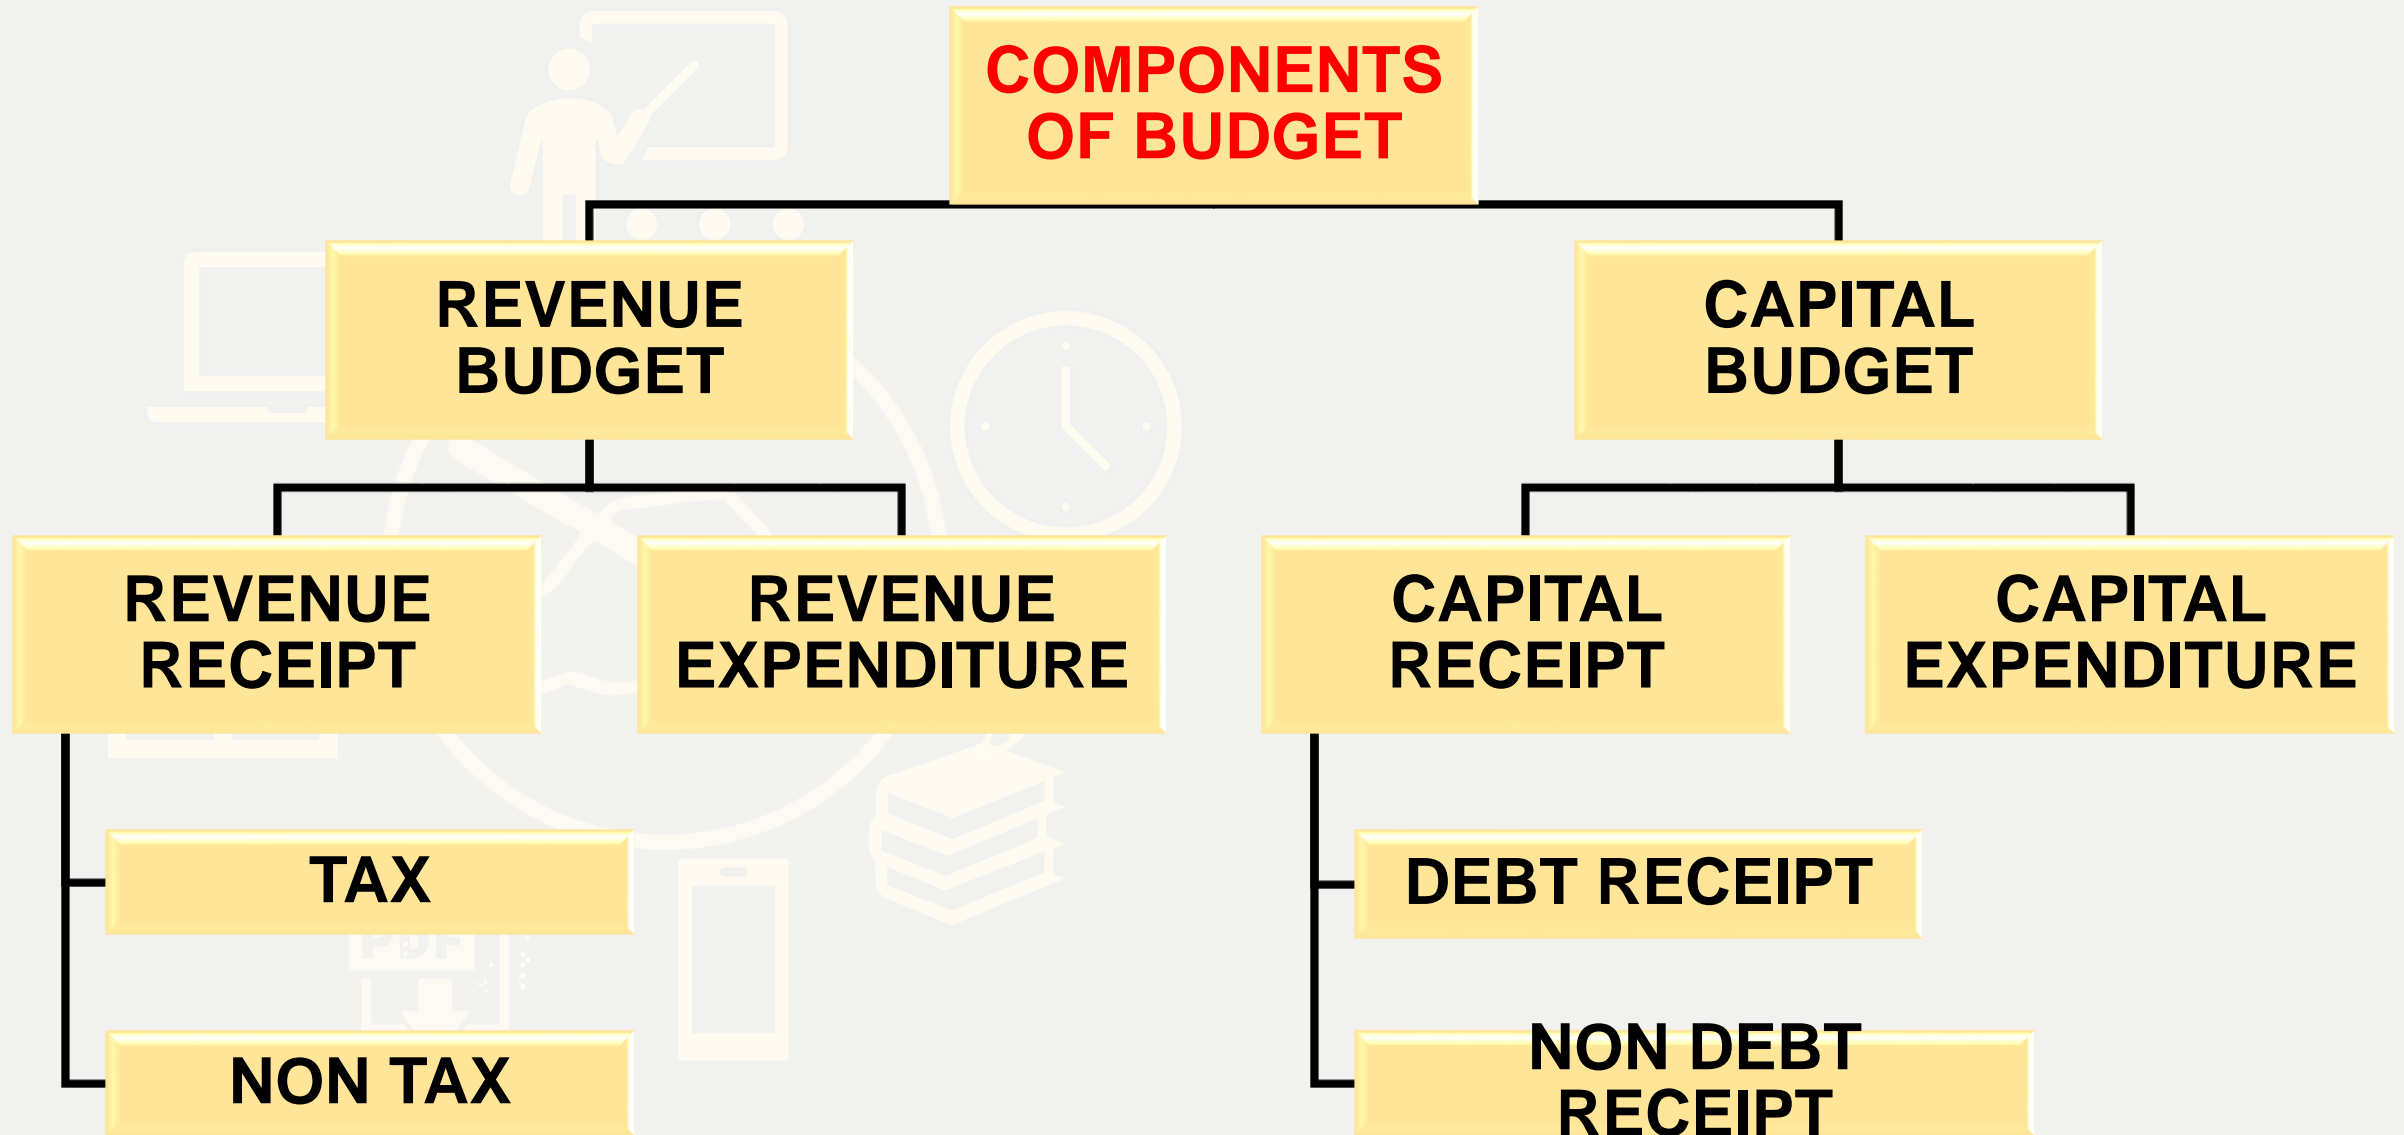 COMPONENTS
OF BUDGET
REVENUE
BUDGET
CAPITAL
BUDGET
REVENUE
RECEIPT
REVENUE
EXPENDITURE
CAPITAL
RECEIPT
CAPITAL
EXPENDITURE
TAX
DEBT RECEIPT
PDF
NON TAX
NON DEBT
RECEIPT